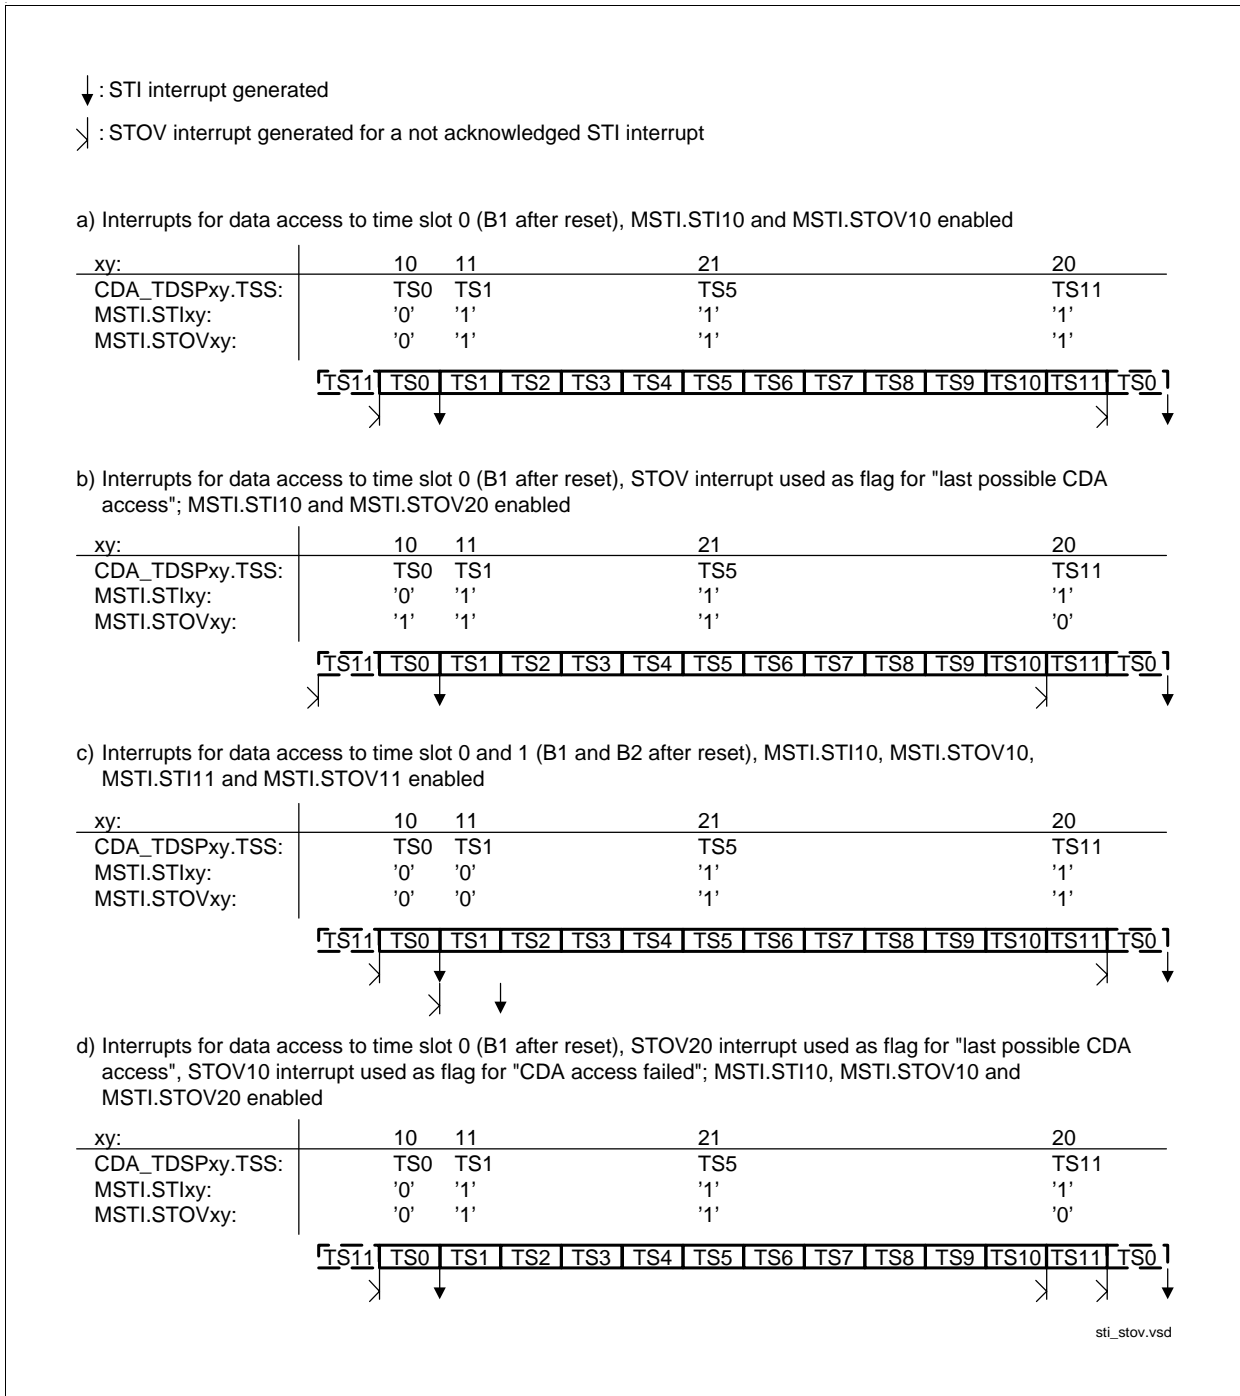 : STI interrupt generated
: STOV interrupt generated for a not acknowledged STI interrupt
a) Interrupts for data access to time slot 0 (B1 after reset), MSTI.STI10 and MSTI.STOV10 enabled
xy: 10 11 21 20
CDA_TDSPxy.TSS: TS0 TS1 TS5 TS11
MSTI.STIxy: '0' '1' '1' '1'
MSTI.STOVxy: '0' '1' '1' '1'
TS11 TS0 TS1 TS2 TS3 TS4 TS5 TS6 TS7 TS8 TS9 TS10 TS11 TS0
b) Interrupts for data access to time slot 0 (B1 after reset), STOV interrupt used as flag for "last possible CDA
access"; MSTI.STI10 and MSTI.STOV20 enabled
xy: 10 11 21 20
CDA_TDSPxy.TSS: TS0 TS1 TS5 TS11
MSTI.STIxy: '0' '1' '1' '1'
MSTI.STOVxy: '1' '1' '1' '0'
TS11 TS0 TS1 TS2 TS3 TS4 TS5 TS6 TS7 TS8 TS9 TS10 TS11 TS0
c) Interrupts for data access to time slot 0 and 1 (B1 and B2 after reset), MSTI.STI10, MSTI.STOV10,
MSTI.STI11 and MSTI.STOV11 enabled
xy: 10 11 21 20
CDA_TDSPxy.TSS: TS0 TS1 TS5 TS11
MSTI.STIxy: '0' '0' '1' '1'
MSTI.STOVxy: '0' '0' '1' '1'
TS11 TS0 TS1 TS2 TS3 TS4 TS5 TS6 TS7 TS8 TS9 TS10 TS11 TS0
d) Interrupts for data access to time slot 0 (B1 after reset), STOV20 interrupt used as flag for "last possible CDA
access", STOV10 interrupt used as flag for "CDA access failed"; MSTI.STI10, MSTI.STOV10 and
MSTI.STOV20 enabled
xy: 10 11 21 20
CDA_TDSPxy.TSS: TS0 TS1 TS5 TS11
MSTI.STIxy: '0' '1' '1' '1'
MSTI.STOVxy: '0' '1' '1' '0'
TS11 TS0 TS1 TS2 TS3 TS4 TS5 TS6 TS7 TS8 TS9 TS10 TS11 TS0
sti_stov.vsd